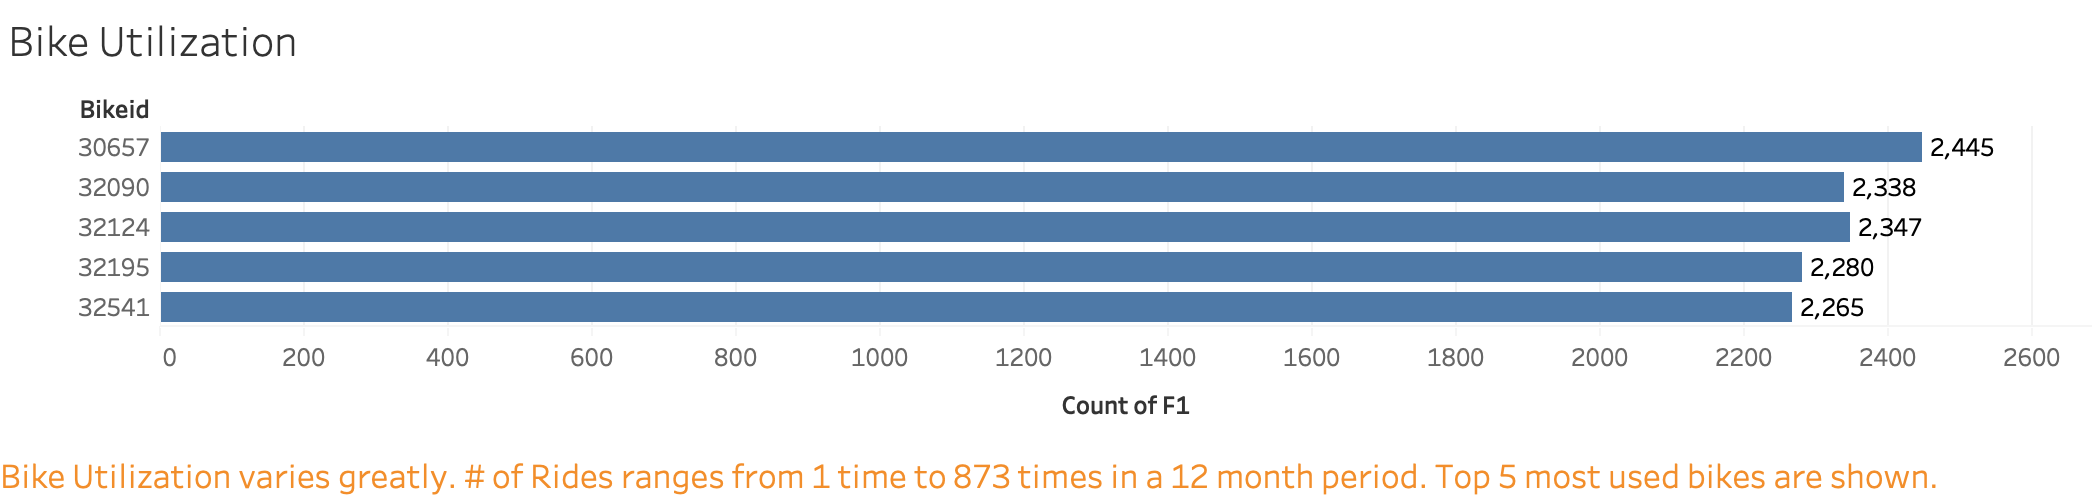 Bike Utilization
Bikeid
30657 2,445
32090 2,338
32124 2,347
32195 2,280
32541 2,265
0 200 400 600 800 1000 1200 1400 1600 1800 2000 2200 2400 2600
Count of F1
Bike Utilization varies greatly. # of Rides ranges from 1 time to 873 times in a 12 month period. Top 5 most used bikes are shown.